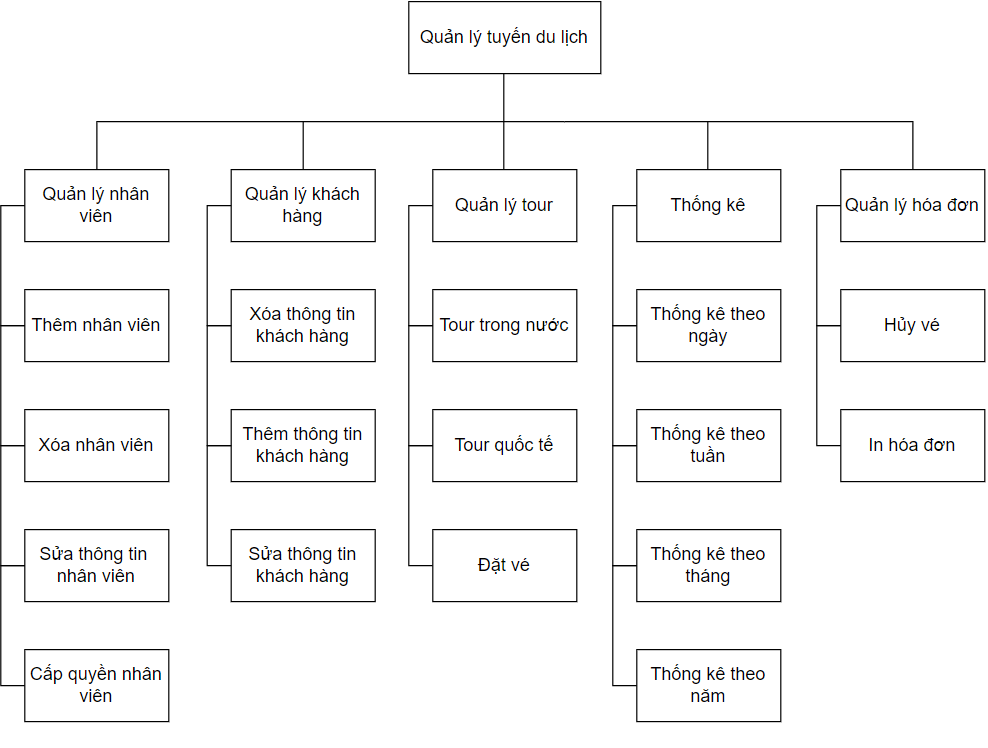 Quản lý tuyến du lịch
Quản lý nhân
viên
Quản lý khách
hàng
Quản lý tour
Thống kê
Quản lý hóa đơn
Thêm nhân viên
Xóa thông tin
khách hàng
Tour trong nước
Thống kê theo
ngày
Hủy vé
Xóa nhân viên
Thêm thông tin
khách hàng
Tour quốc tế
Thống kê theo
tuần
In hóa đơn
Sửa thông tin
nhân viên
Sửa thông tin
khách hàng
Đặt vé
Thống kê theo
tháng
Cấp quyền nhân
viên
Thống kê theo
năm